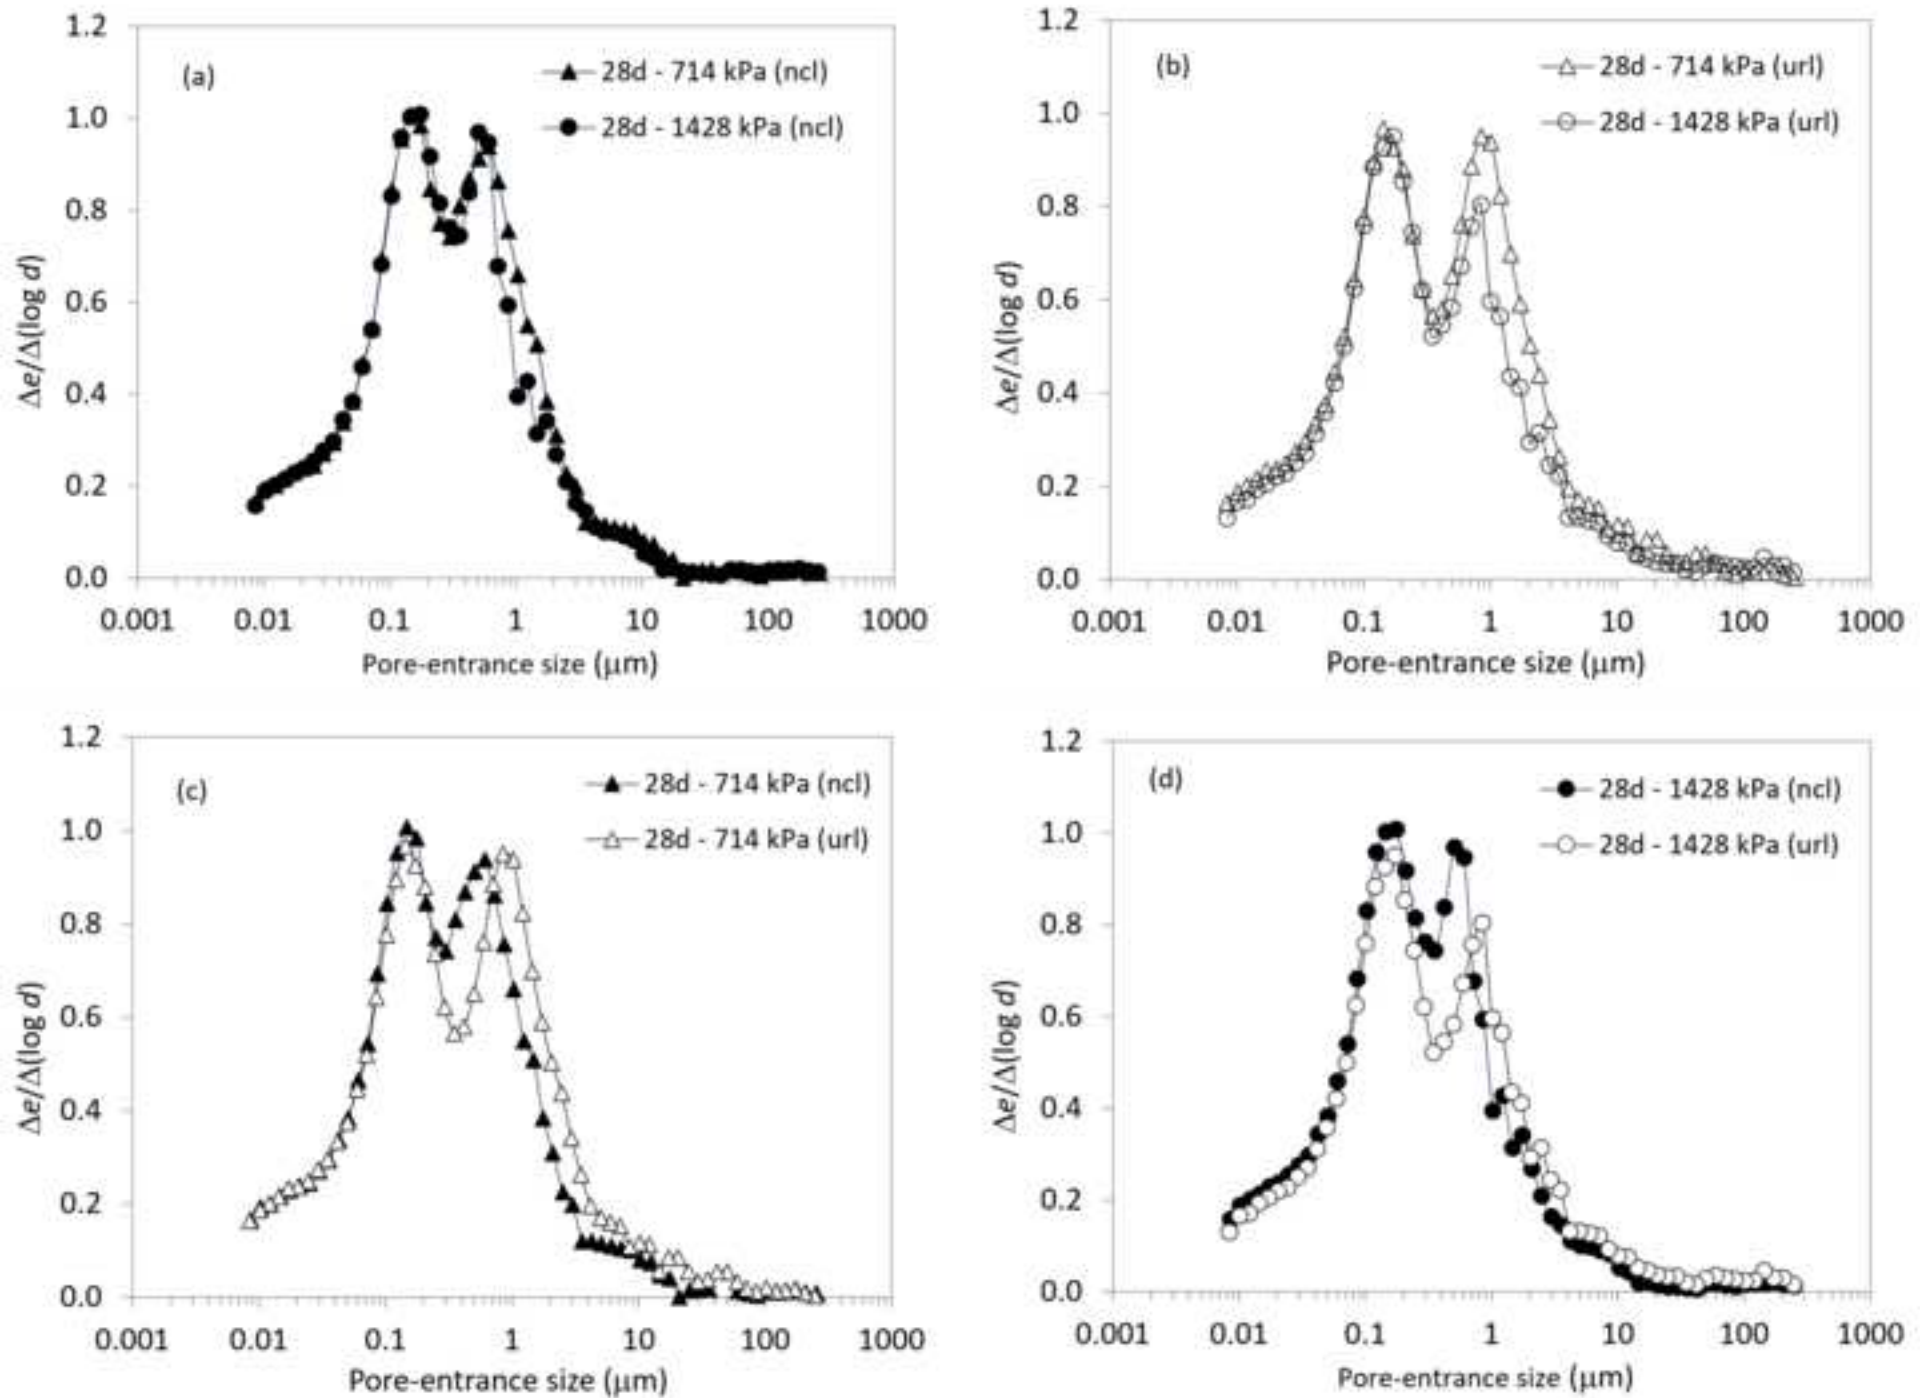 (a)
28d - 714 kPa (ncl)
28d - 1428 kPa (ncl)
1.2
1.0
0.8
0.6
0.4
0.2
0.0
Δe/Δ(log d)
0.001 0.01 0.1 1 10 100 1000
Pore-entrance size (μm)
(b)
28d - 714 kPa (url)
28d - 1428 kPa (url)
1.2
1.0
0.8
0.6
0.4
0.2
0.0
Δe/Δ(log d)
0.001 0.01 0.1 1 10 100 1000
Pore-entrance size (μm)
(c)
28d - 714 kPa (ncl)
28d - 714 kPa (url)
1.2
1.0
0.8
0.6
0.4
0.2
0.0
Δe/Δ(log d)
0.001 0.01 0.1 1 10 100 1000
Pore-entrance size (μm)
(d)
28d - 1428 kPa (ncl)
28d - 1428 kPa (url)
1.2
1.0
0.8
0.6
0.4
0.2
0.0
Δe/Δ(log d)
0.001 0.01 0.1 1 10 100 1000
Pore-entrance size (μm)